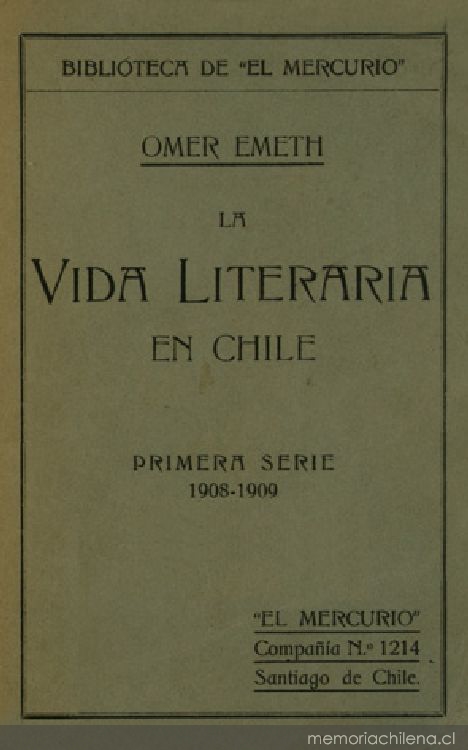 BIBLIÓTECA DE "EL MERCURIO"
OMER EMETH
LA
VIDA LITERARIA
EN CHILE
PRIMERA SERIE
1908-1909
"EL MERCURIO"
Compañía N.º 1214
Santiago de Chile.
memoriachilena.cl